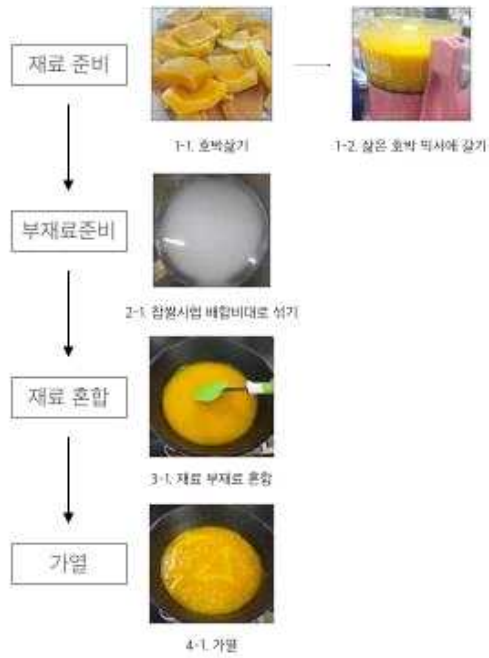 재료 준비
1-1. 호박삶기
1-2. 삶은 호박 믹서에 갈기
부재료준비
2-1. 찹쌀시럽 배합비대로 섞기
재료 혼합
3-1. 재료 부재료 혼합
가열
4-1. 가열